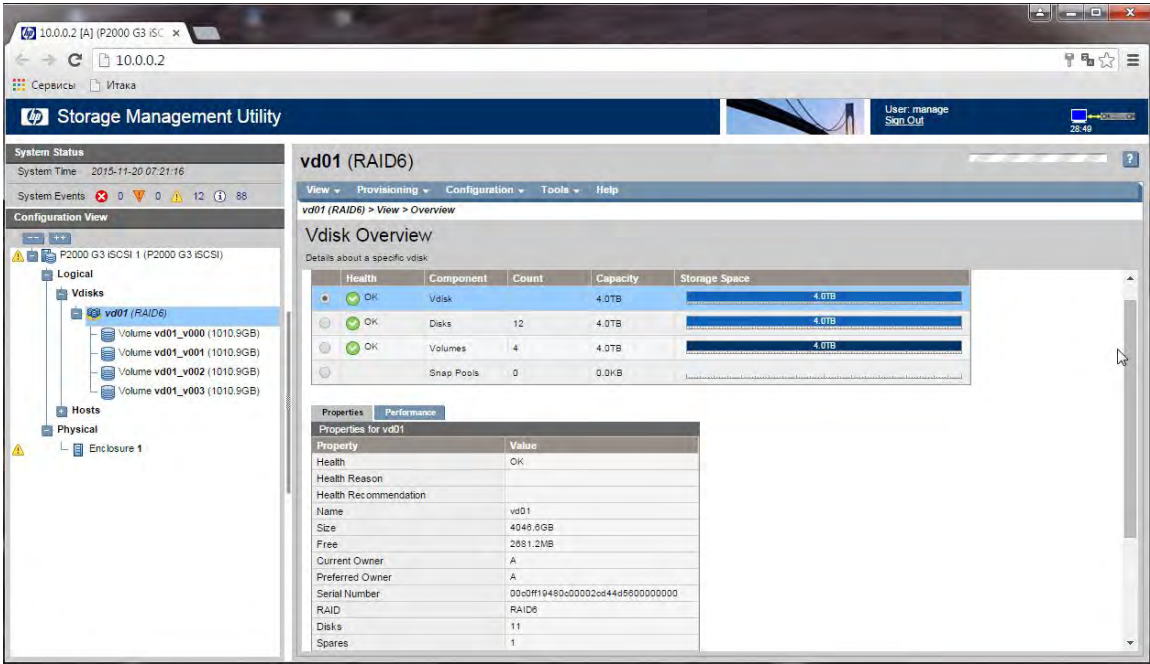 10.0.0.2 [A] (P2000 G3 iSC
10.0.0.2
Сервисы Итака
hp Storage Management Utility
User: manage
Sign Out
28:49
System Status
System Time 2015-11-20 07:21:16
System Events 0 0 12 88
Configuration View
P2000 G3 iSCSI 1 (P2000 G3 iSCSI)
Logical
Vdisks
vd01 (RAID6)
Volume vd01_v000 (1010.9GB)
Volume vd01_v001 (1010.9GB)
Volume vd01_v002 (1010.9GB)
Volume vd01_v003 (1010.9GB)
Hosts
Physical
Enclosure 1
vd01 (RAID6)
?
View Provisioning Configuration Tools Help
vd01 (RAID6) > View > Overview
Vdisk Overview
Details about a specific vdisk
Health Component Count Capacity Storage Space
OK Vdisk 4.0TB 4.0TB
OK Disks 12 4.0TB 4.0TB
OK Volumes 4 4.0TB 4.0TB
Snap Pools 0 0.0KB
Properties Performance
Properties for vd01
Property Value
Health OK
Health Reason
Health Recommendation
Name vd01
Size 4046.6GB
Free 2681.2MB
Current Owner A
Preferred Owner A
Serial Number 00c0ff19480c00002cd44d5600000000
RAID RAID6
Disks 11
Spares 1